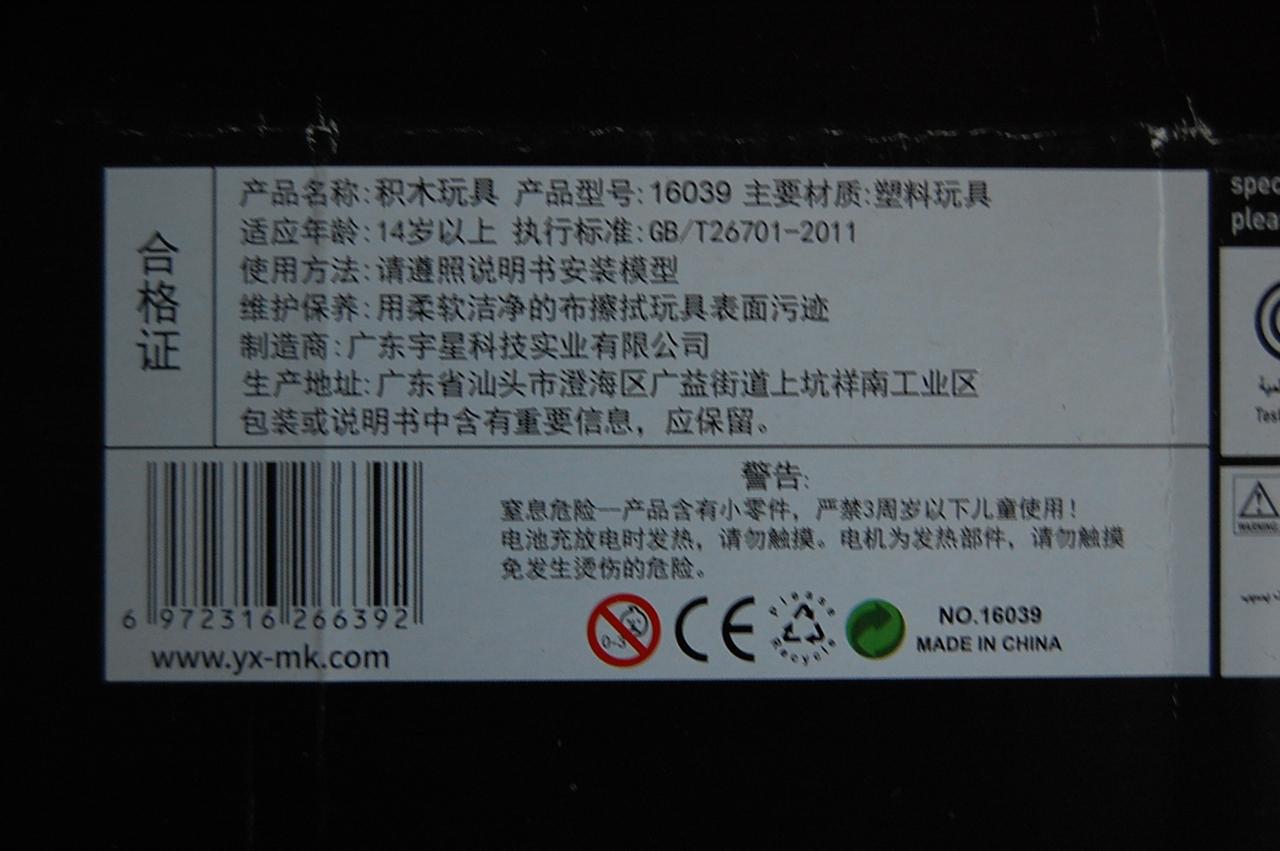 合格证
产品名称:积木玩具 产品型号:16039 主要材质:塑料玩具
适应年龄:14岁以上 执行标准:GB/T26701-2011
使用方法:请遵照说明书安装模型
维护保养:用柔软洁净的布擦拭玩具表面污迹
制造商:广东宇星科技实业有限公司
生产地址:广东省汕头市澄海区广益街道上坑祥南工业区
包装或说明书中含有重要信息，应保留。
6 972316 266392
www.yx-mk.com
警告:
窒息危险—产品含有小零件，严禁3周岁以下儿童使用!
电池充放电时发热，请勿触摸。电机为发热部件，请勿触摸
免发生烫伤的危险。
0-3
CE
please recycle
NO.16039
MADE IN CHINA
spec
plea
Tes
WARNING